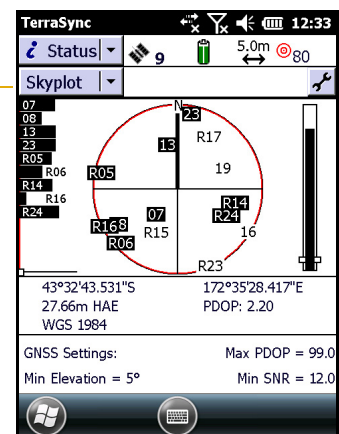 TerraSync 12:33
Status 9 5.0m 80
Skyplot
07
08
13
23
R05
R06
R14
R16
R24
N
23
R17
13
19
R05
R14
R24
07
R168
R15
16
R06
R23
43°32'43.531"S 172°35'28.417"E
27.66m HAE PDOP: 2.20
WGS 1984
GNSS Settings: Max PDOP = 99.0
Min Elevation = 5° Min SNR = 12.0